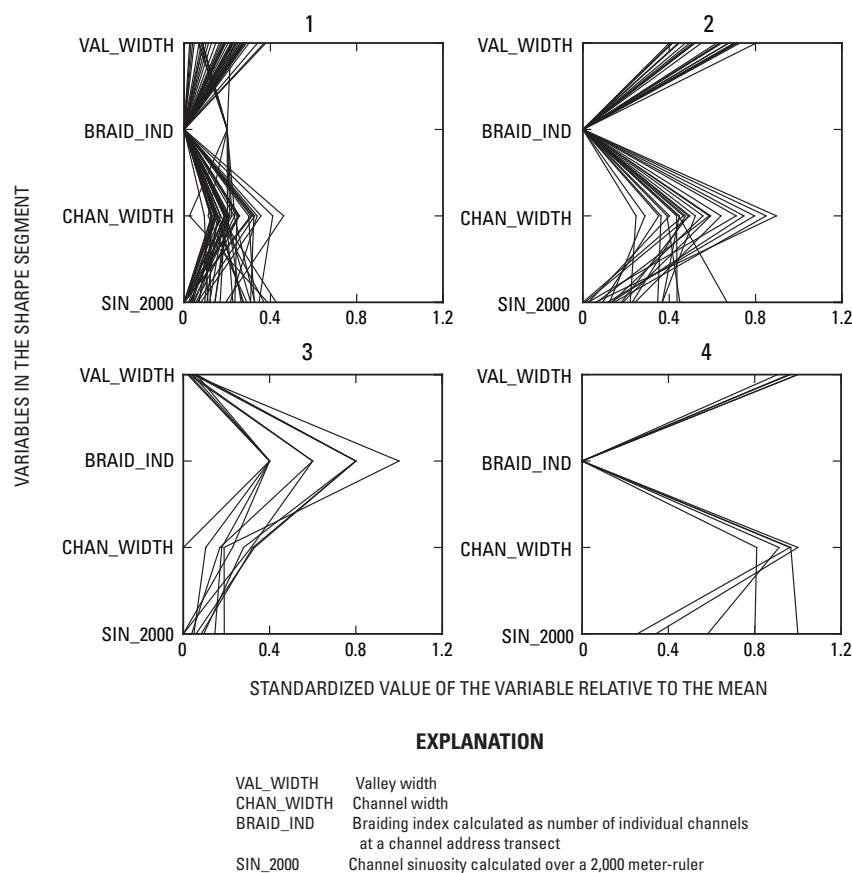 VARIABLES IN THE SHARPE SEGMENT
1
VAL_WIDTH
BRAID_IND
CHAN_WIDTH
SIN_2000
0 0.4 0.8 1.2
2
VAL_WIDTH
BRAID_IND
CHAN_WIDTH
SIN_2000
0 0.4 0.8 1.2
3
VAL_WIDTH
BRAID_IND
CHAN_WIDTH
SIN_2000
0 0.4 0.8 1.2
4
VAL_WIDTH
BRAID_IND
CHAN_WIDTH
SIN_2000
0 0.4 0.8 1.2
STANDARDIZED VALUE OF THE VARIABLE RELATIVE TO THE MEAN
EXPLANATION
VAL_WIDTH Valley width
CHAN_WIDTH Channel width
BRAID_IND Braiding index calculated as number of individual channels
at a channel address transect
SIN_2000 Channel sinuosity calculated over a 2,000 meter-ruler